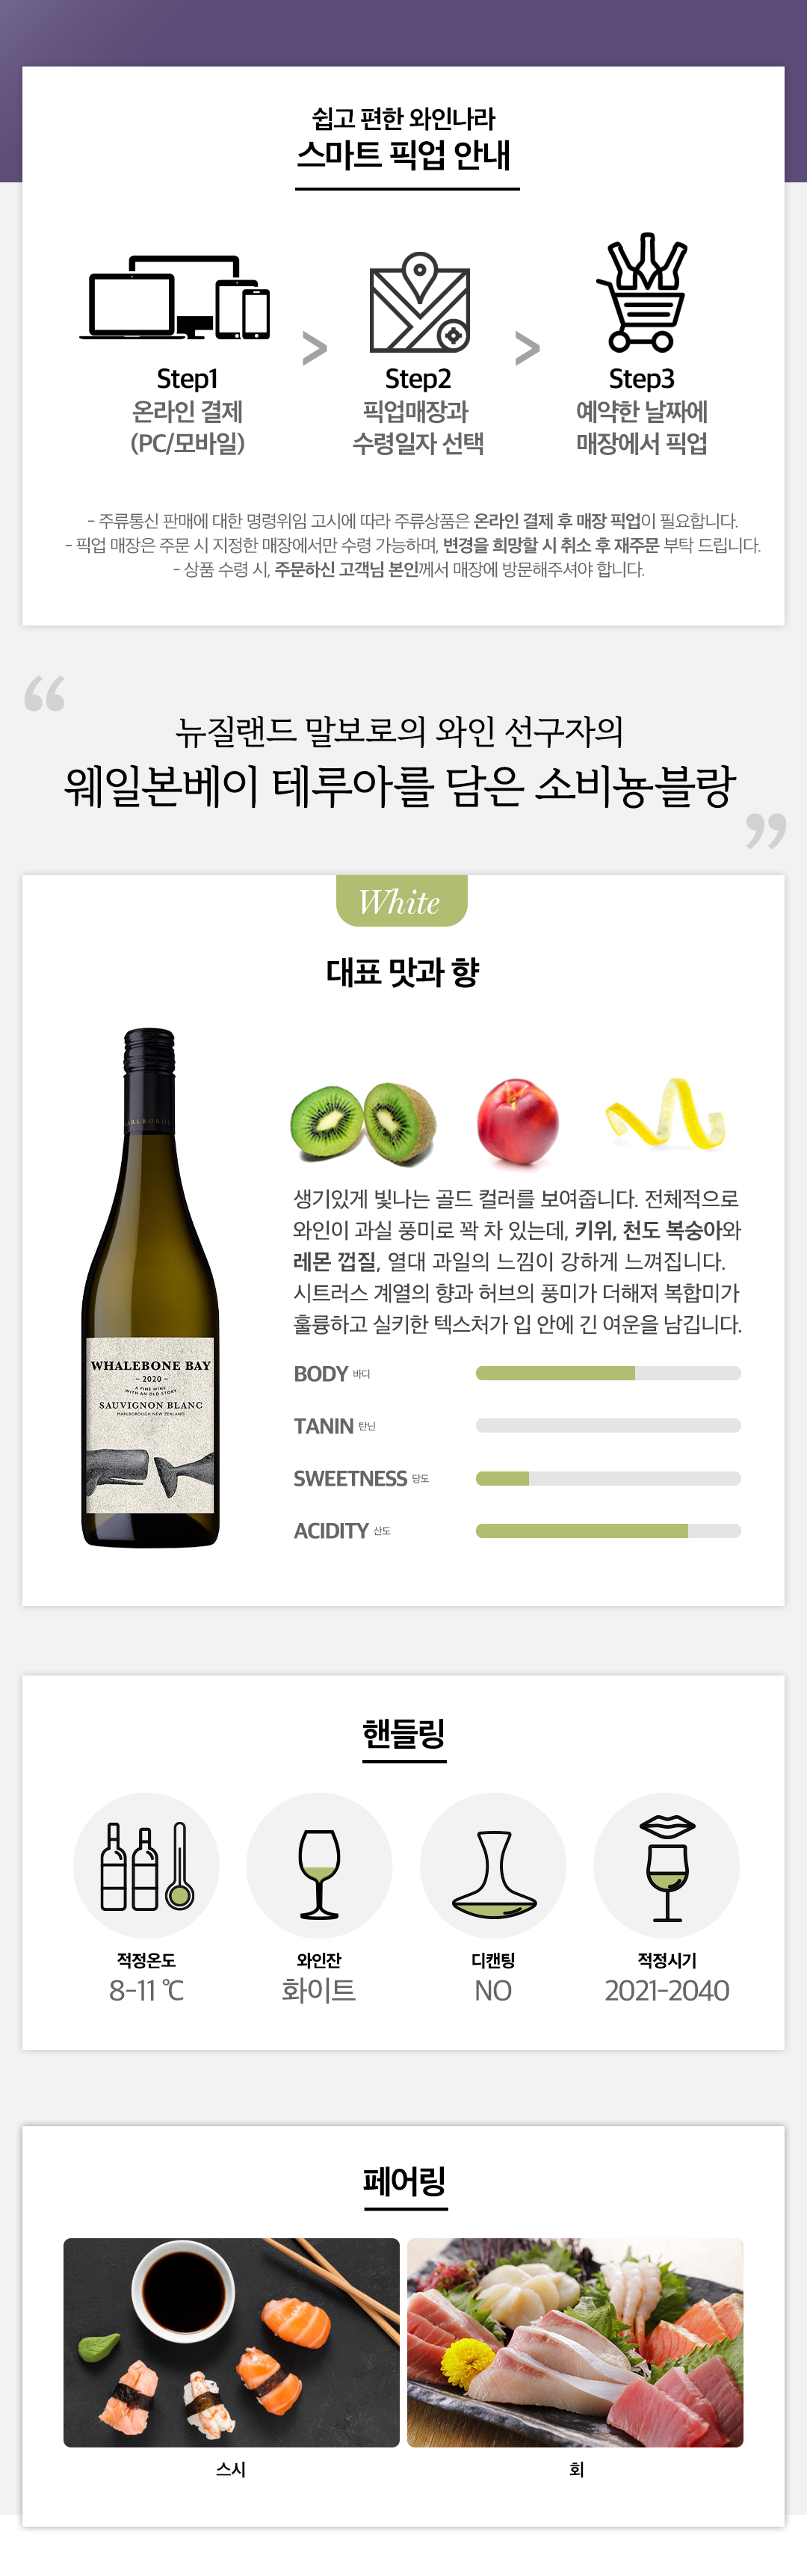 쉽고 편한 와인나라
스마트 픽업 안내
Step1
온라인 결제
(PC/모바일)
>
Step2
픽업매장과
수령일자 선택
>
Step3
예약한 날짜에
매장에서 픽업
- 주류통신 판매에 대한 명령위임 고시에 따라 주류상품은 온라인 결제 후 매장 픽업이 필요합니다.
- 픽업 매장은 주문 시 지정한 매장에서만 수령 가능하며, 변경을 희망할 시 취소 후 재주문 부탁 드립니다.
- 상품 수령 시, 주문하신 고객님 본인께서 매장에 방문해주셔야 합니다.
“
뉴질랜드 말보로의 와인 선구자의
웨일본베이 테루아를 담은 소비뇽블랑
”
White
대표 맛과 향
생기있게 빛나는 골드 컬러를 보여줍니다. 전체적으로
와인이 과실 풍미로 꽉 차 있는데, 키위, 천도 복숭아와
레몬 껍질, 열대 과일의 느낌이 강하게 느껴집니다.
시트러스 계열의 향과 허브의 풍미가 더해져 복합미가
훌륭하고 실키한 텍스처가 입 안에 긴 여운을 남깁니다.
WHALEBONE BAY
- 2020 -
A FINE WINE
WITH AN OLD STORY
SAUVIGNON BLANC
MARLBOROUGH NEW ZEALAND
BODY 바디
TANIN 탄닌
SWEETNESS 당도
ACIDITY 산도
핸들링
적정온도
8-11 ℃
와인잔
화이트
디캔팅
NO
적정시기
2021-2040
페어링
스시
회